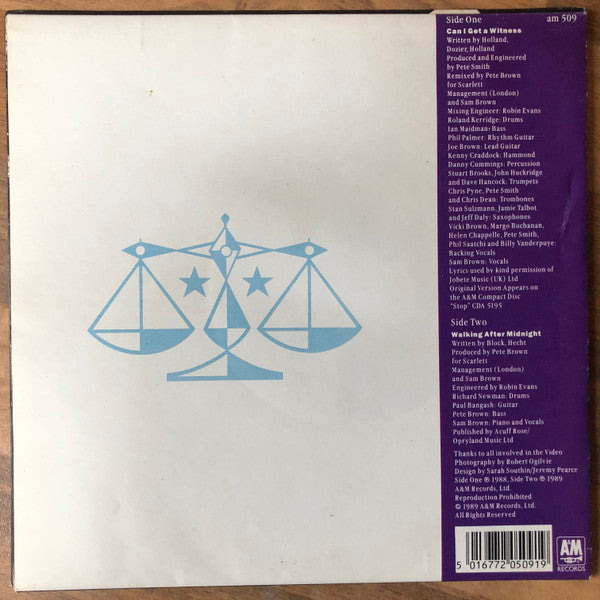 Side One
am 509
Can I Get a Witness
Written by Holland,
Dozier, Holland
Produced and Engineered
by Pete Smith
Remixed by Pete Brown
for Scarlett
Management (London)
and Sam Brown
Mixing Engineer: Robin Evans
Roland Kerridge: Drums
Ian Maidman: Bass
Phil Palmer: Rhythm Guitar
Joe Brown: Lead Guitar
Kenny Craddock: Hammond
Danny Cummings: Percussion
Stuart Brooks, John Huckridge
and Dave Hancock: Trumpets
Chris Pyne, Pete Smith
and Chris Dean: Trombones
Stan Sulzmann, Jamie Talbot
and Jeff Daly: Saxophones
Vicki Brown, Margo Buchanan,
Helen Chappelle, Pete Smith,
Phil Saatchi and Billy Vanderpuye:
Backing Vocals
Sam Brown: Vocals
Lyrics used by kind permission of
Jobete Music (UK) Ltd
Original Version Appears on
the A&M Compact Disc
"Stop" CDA 5195
Side Two
Walking After Midnight
Written by Block, Hecht
Produced by Pete Brown
for Scarlett
Management (London)
and Sam Brown
Engineered by Robin Evans
Richard Newman: Drums
Paul Bangash: Guitar
Pete Brown: Bass
Sam Brown: Piano and Vocals
Published by Acuff Rose/
Opryland Music Ltd
Thanks to all involved in the Video
Photography by Robert Ogilvie
Design by Sarah Southin/Jeremy Pearce
Side One ℗ 1988, Side Two ℗ 1989
A&M Records, Ltd.
Reproduction Prohibited
© 1989 A&M Records, Ltd.
All Rights Reserved
5 016772 050919
A&M
RECORDS